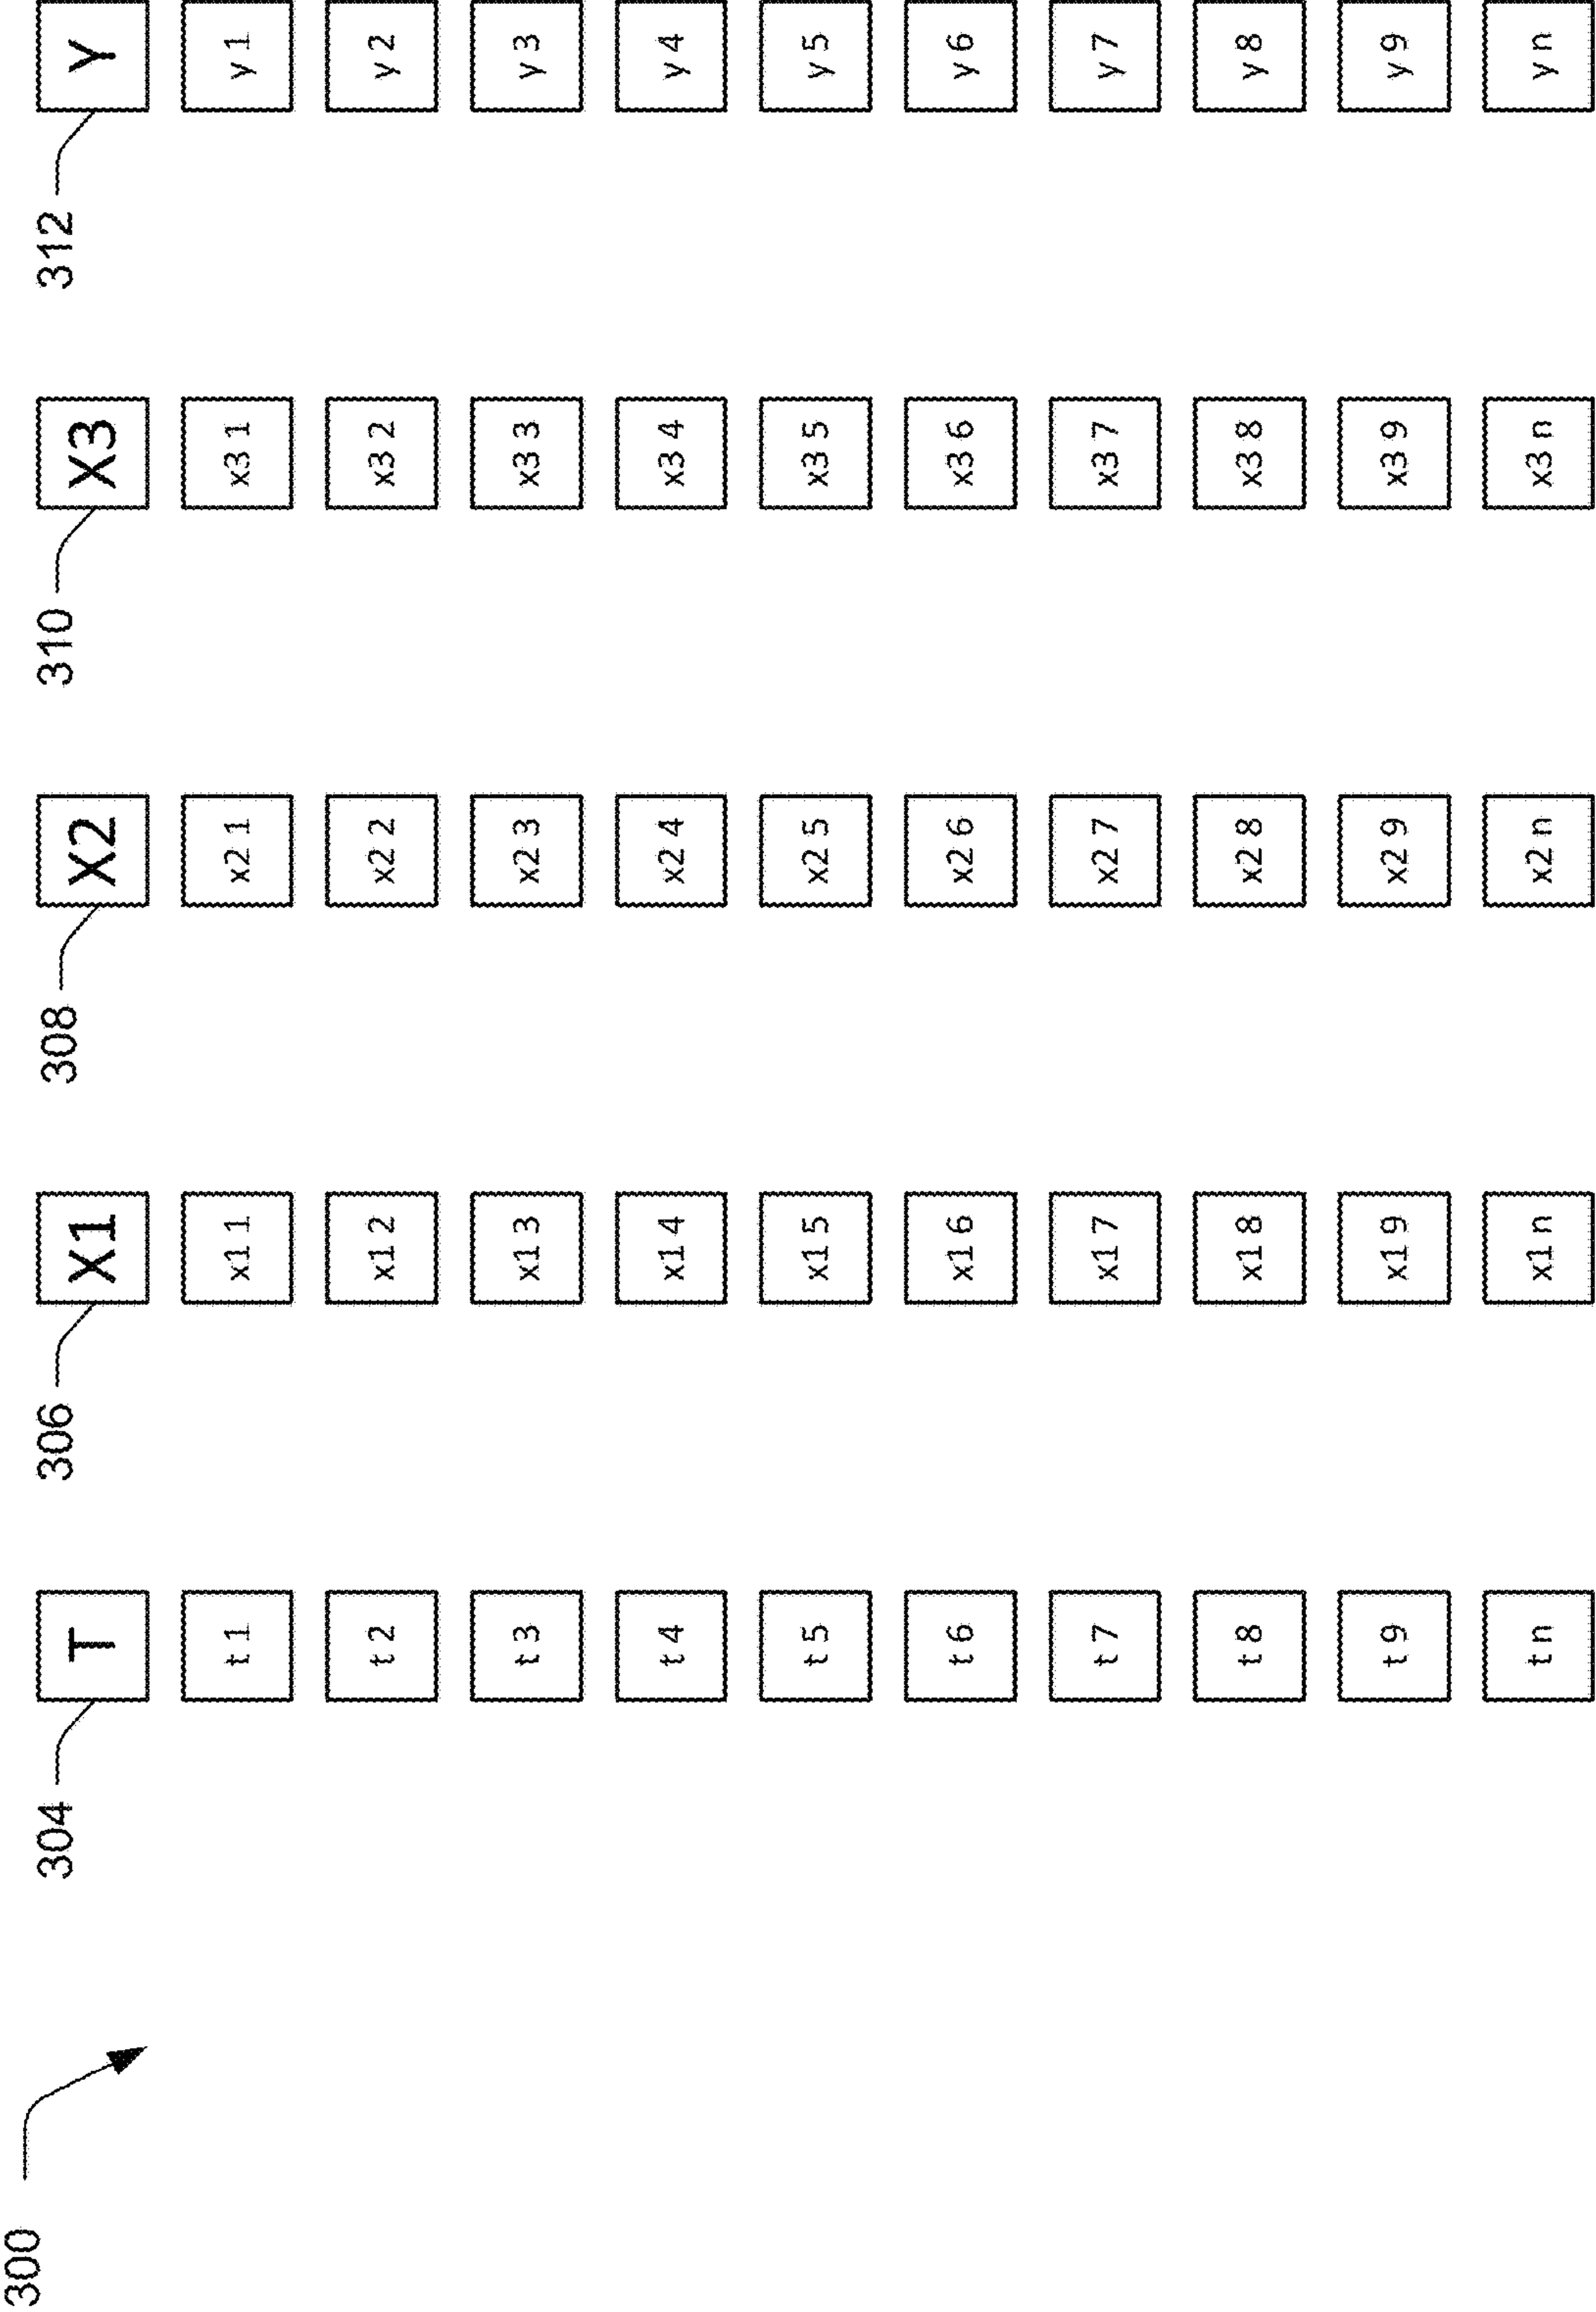 300
304 306 308 310 312
T X1 X2 X3 Y
t 1 x1 1 x2 1 x3 1 y 1
t 2 x1 2 x2 2 x3 2 y 2
t 3 x1 3 x2 3 x3 3 y 3
t 4 x1 4 x2 4 x3 4 y 4
t 5 x1 5 x2 5 x3 5 y 5
t 6 x1 6 x2 6 x3 6 y 6
t 7 x1 7 x2 7 x3 7 y 7
t 8 x1 8 x2 8 x3 8 y 8
t 9 x1 9 x2 9 x3 9 y 9
t n x1 n x2 n x3 n y n